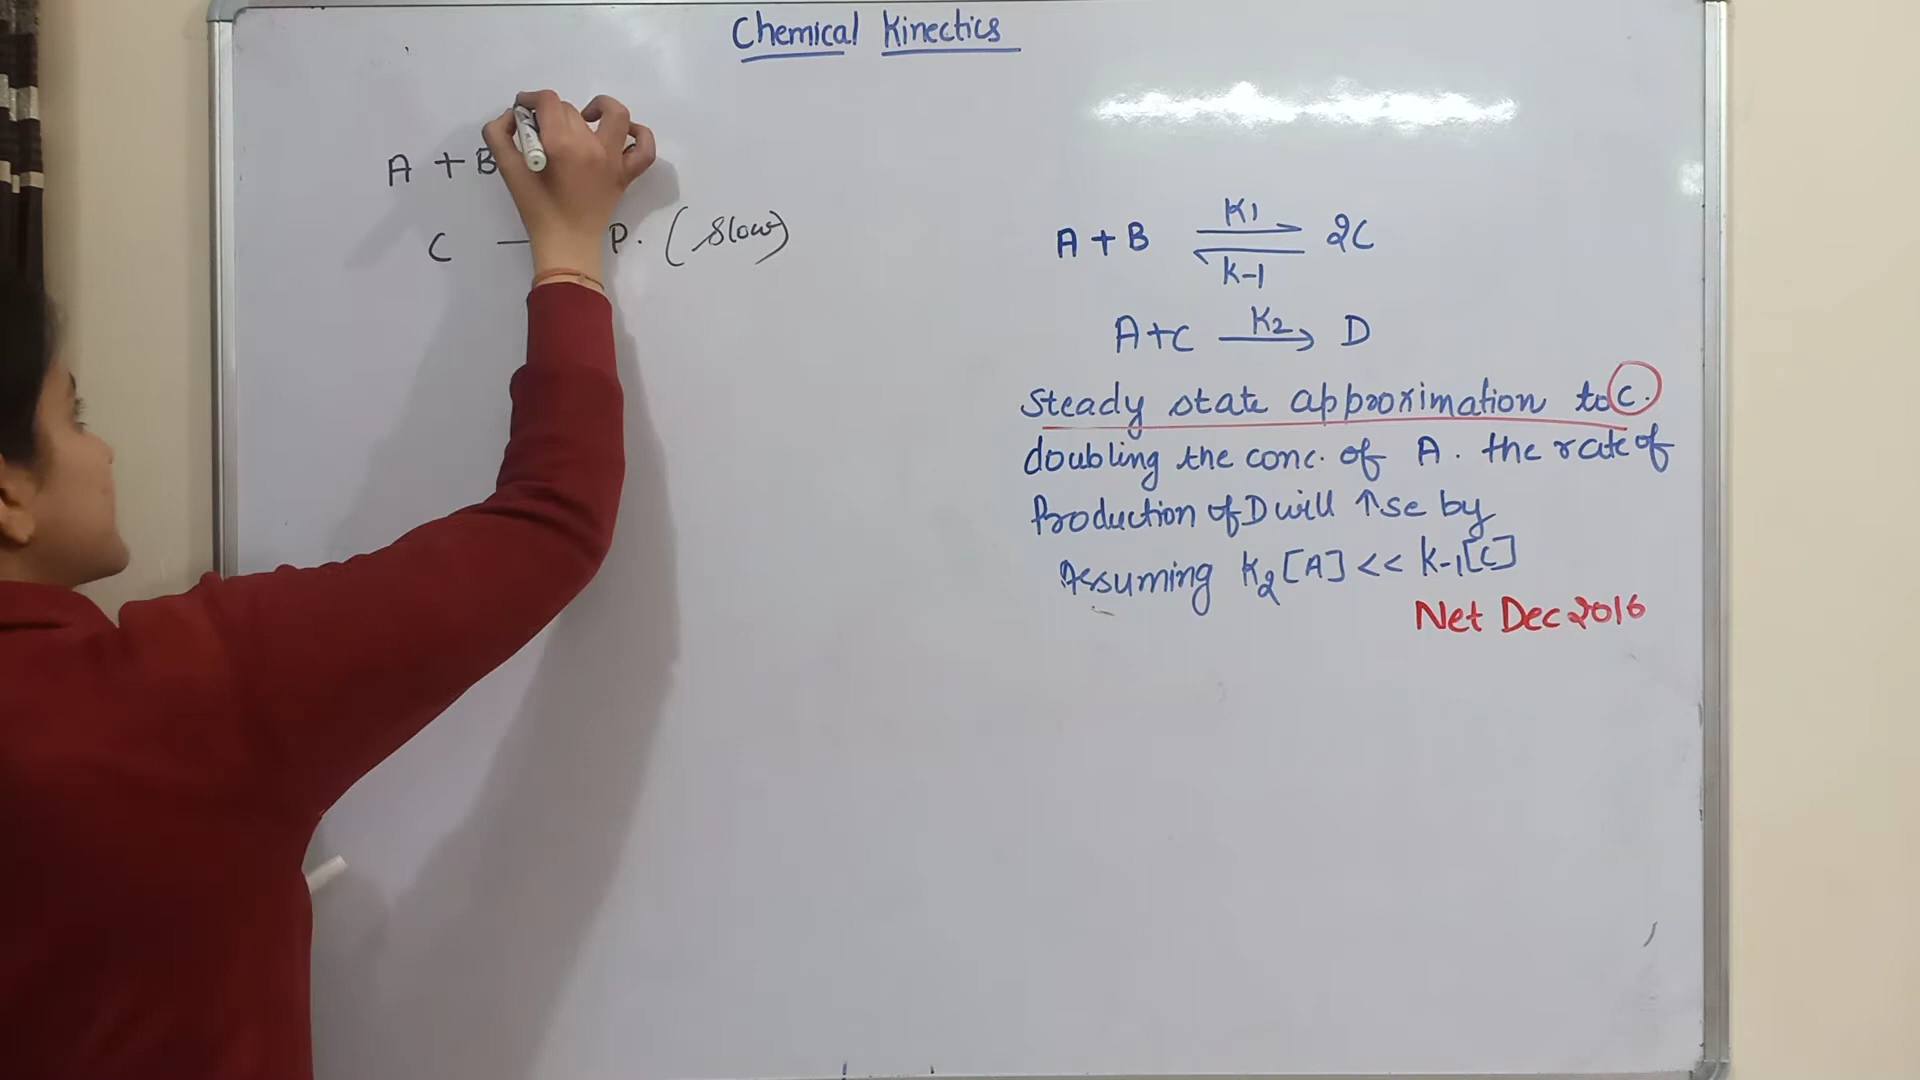 Chemical Kinectics
A + B
C — P. (Slow)
A + B ⇌ 2C
K1
K-1
A+C ⟶ D
K2
Steady state approximation to C.
doubling the conc. of A. the rate of
Production of D will ↑se by
Assuming K2[A] << K-1[C]
Net Dec 2016